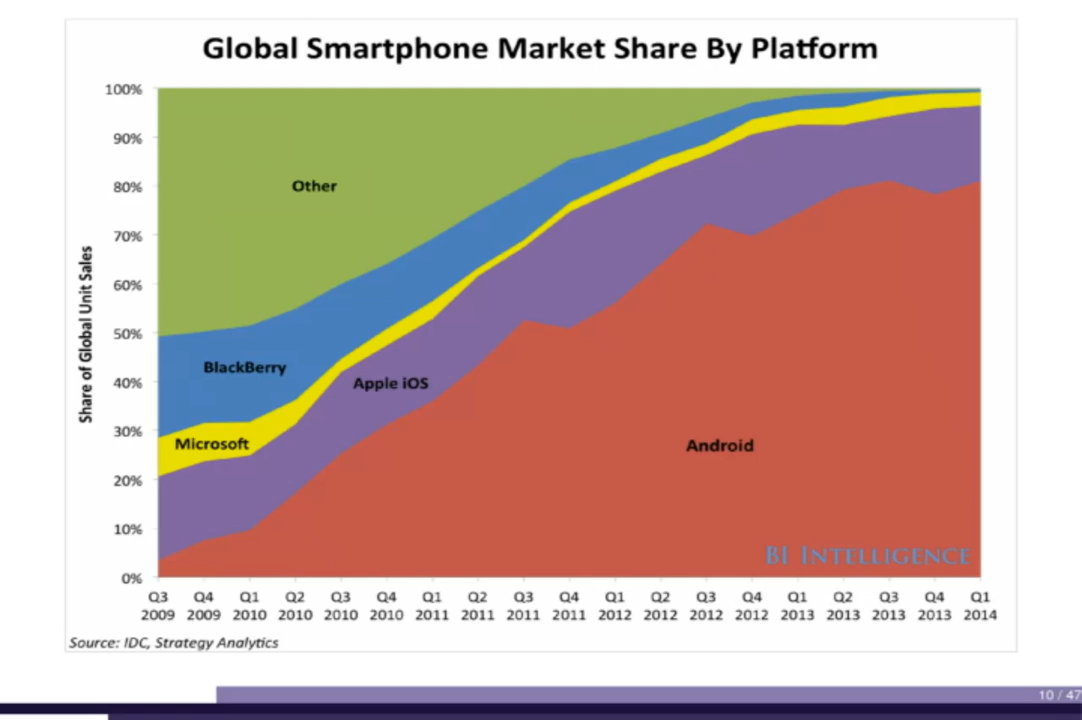 Global Smartphone Market Share By Platform
Share of Global Unit Sales
100%
90%
80%
70%
60%
50%
40%
30%
20%
10%
0%
Other
BlackBerry
Apple iOS
Microsoft
Android
BI INTELLIGENCE
Q3 Q4 Q1 Q2 Q3 Q4 Q1 Q2 Q3 Q4 Q1 Q2 Q3 Q4 Q1 Q2 Q3 Q4 Q1
2009 2009 2010 2010 2010 2010 2011 2011 2011 2011 2012 2012 2012 2012 2013 2013 2013 2013 2014
Source: IDC, Strategy Analytics
10 / 47